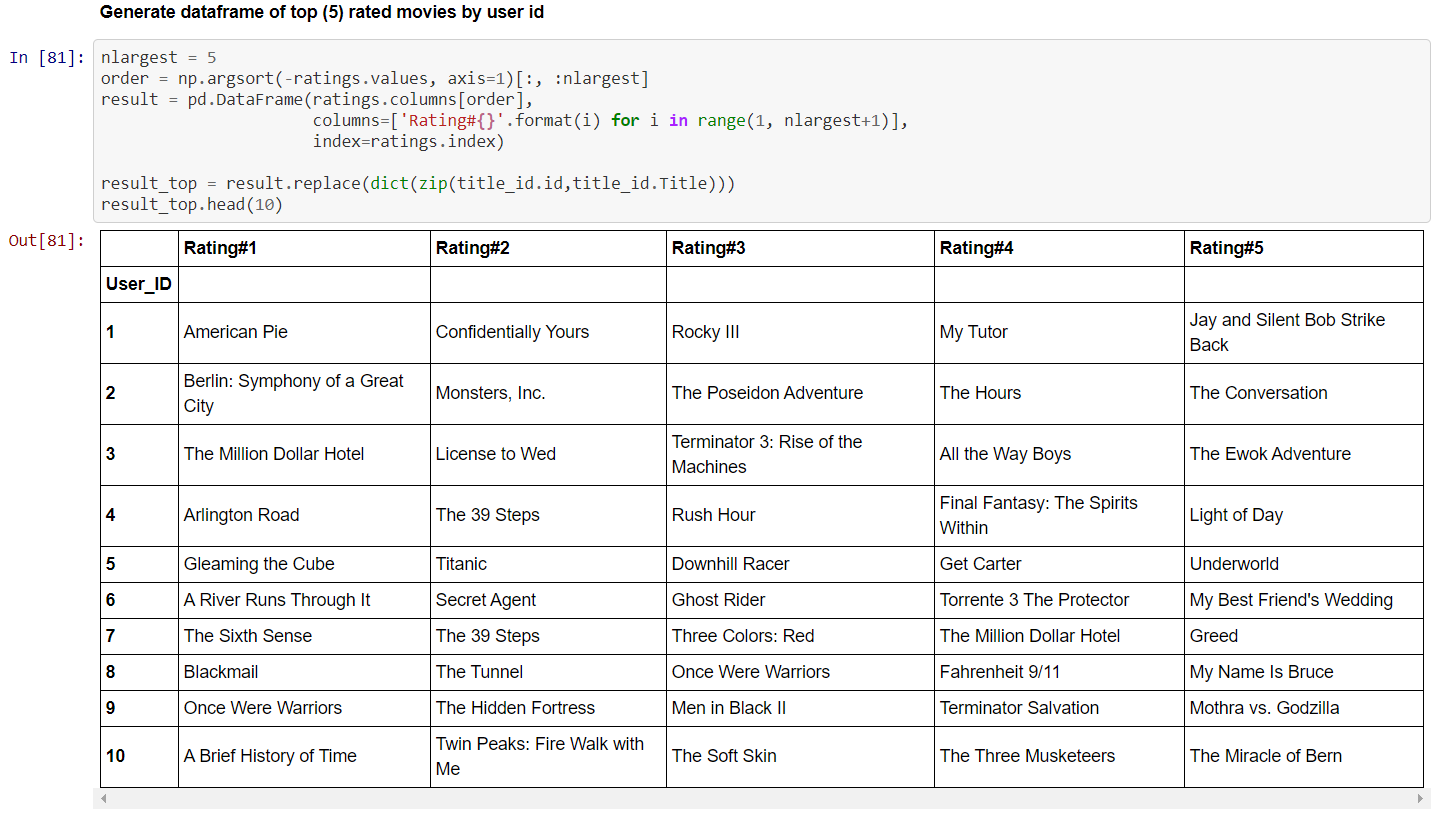 Generate dataframe of top (5) rated movies by user id
In [81]:
nlargest = 5
order = np.argsort(-ratings.values, axis=1)[:, :nlargest]
result = pd.DataFrame(ratings.columns[order],
columns=['Rating#{}'.format(i) for i in range(1, nlargest+1)],
index=ratings.index)
result_top = result.replace(dict(zip(title_id.id,title_id.Title)))
result_top.head(10)
Out[81]:
Rating#1 Rating#2 Rating#3 Rating#4 Rating#5
User_ID
1 American Pie Confidentially Yours Rocky III My Tutor Jay and Silent Bob Strike
Back
2 Berlin: Symphony of a Great
City Monsters, Inc. The Poseidon Adventure The Hours The Conversation
3 The Million Dollar Hotel License to Wed Terminator 3: Rise of the
Machines All the Way Boys The Ewok Adventure
4 Arlington Road The 39 Steps Rush Hour Final Fantasy: The Spirits
Within Light of Day
5 Gleaming the Cube Titanic Downhill Racer Get Carter Underworld
6 A River Runs Through It Secret Agent Ghost Rider Torrente 3 The Protector My Best Friend's Wedding
7 The Sixth Sense The 39 Steps Three Colors: Red The Million Dollar Hotel Greed
8 Blackmail The Tunnel Once Were Warriors Fahrenheit 9/11 My Name Is Bruce
9 Once Were Warriors The Hidden Fortress Men in Black II Terminator Salvation Mothra vs. Godzilla
10 A Brief History of Time Twin Peaks: Fire Walk with
Me The Soft Skin The Three Musketeers The Miracle of Bern